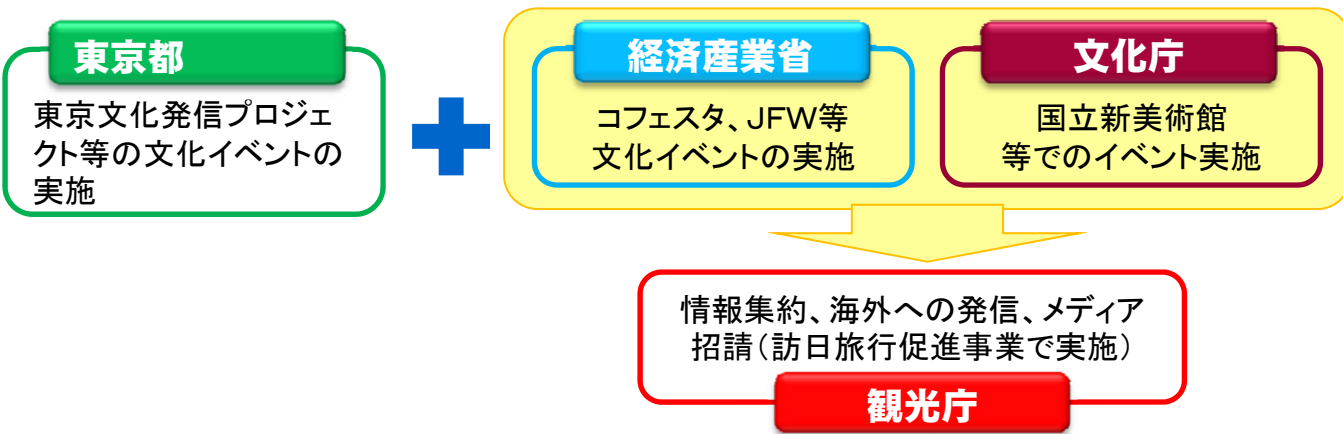 東京都
東京文化発信プロジェ
クト等の文化イベントの
実施
経済産業省
コフェスタ、JFW等
文化イベントの実施
文化庁
国立新美術館
等でのイベント実施
情報集約、海外への発信、メディア
招請(訪日旅行促進事業で実施)
観光庁